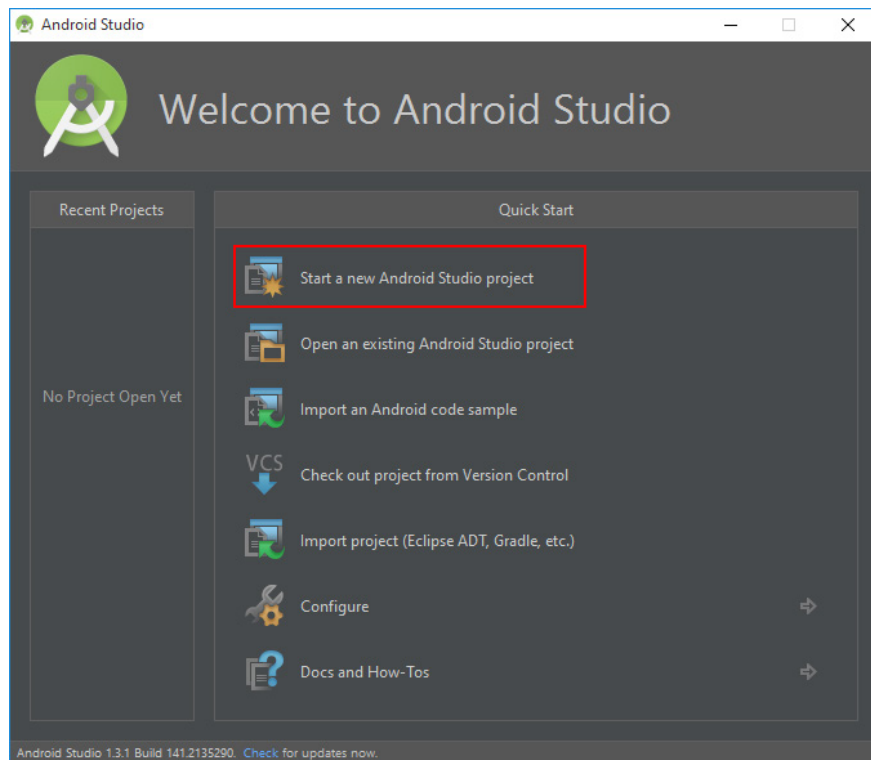 Android Studio
Welcome to Android Studio
Recent Projects
No Project Open Yet
Quick Start
Start a new Android Studio project
Open an existing Android Studio project
Import an Android code sample
VCS
Check out project from Version Control
Import project (Eclipse ADT, Gradle, etc.)
Configure
Docs and How-Tos
Android Studio 1.3.1 Build 141.2135290. Check for updates now.